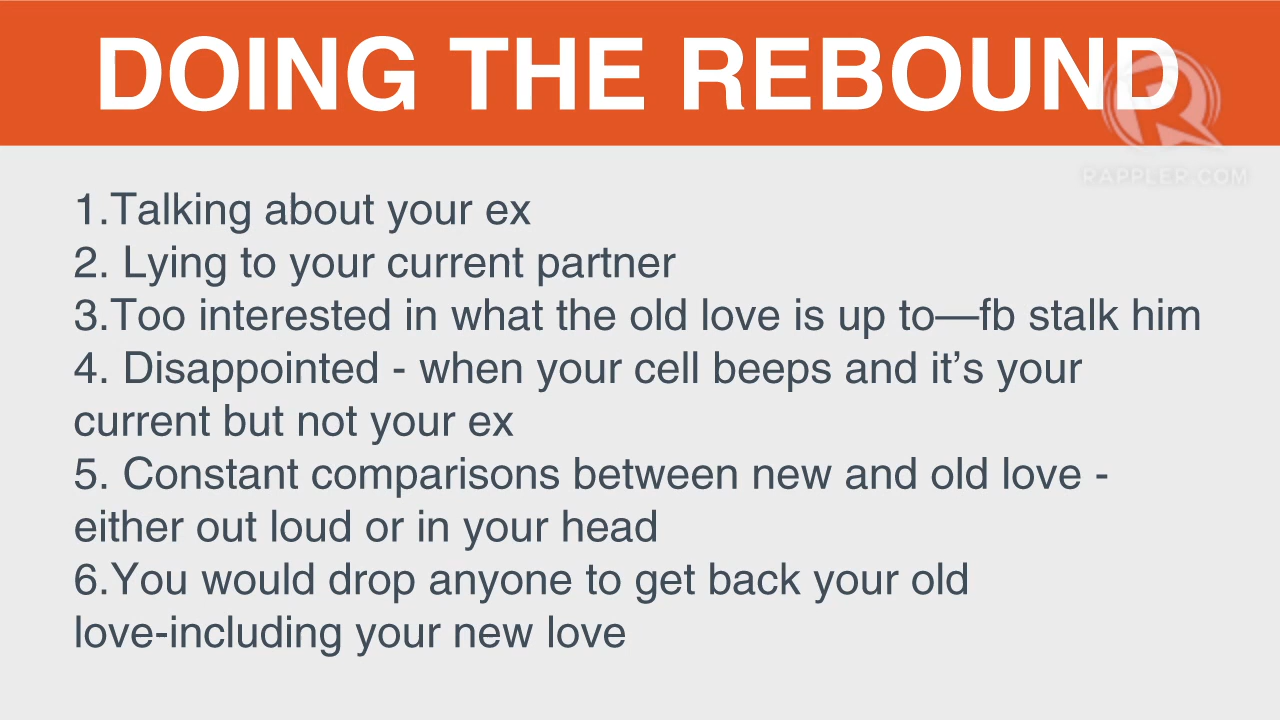 DOING THE REBOUND
RAPPLER.COM
1.Talking about your ex
2. Lying to your current partner
3.Too interested in what the old love is up to—fb stalk him
4. Disappointed - when your cell beeps and it’s your
current but not your ex
5. Constant comparisons between new and old love -
either out loud or in your head
6.You would drop anyone to get back your old
love-including your new love